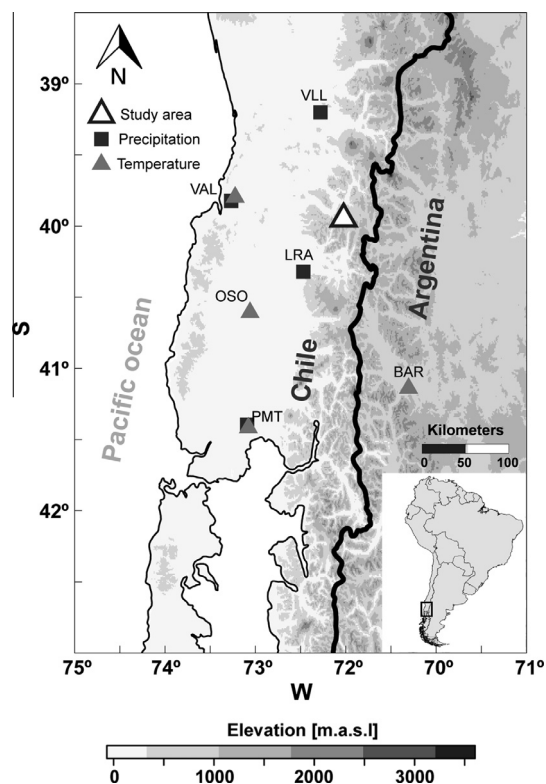 N
Study area
Precipitation
Temperature
39º
40º
41º
42º
S
VLL
VAL
LRA
OSO
PMT
BAR
Pacific ocean
Chile
Argentina
Kilometers
0 50 100
75º 74º 73º 72º 70º 71º
W
Elevation [m.a.s.l]
0 1000 2000 3000